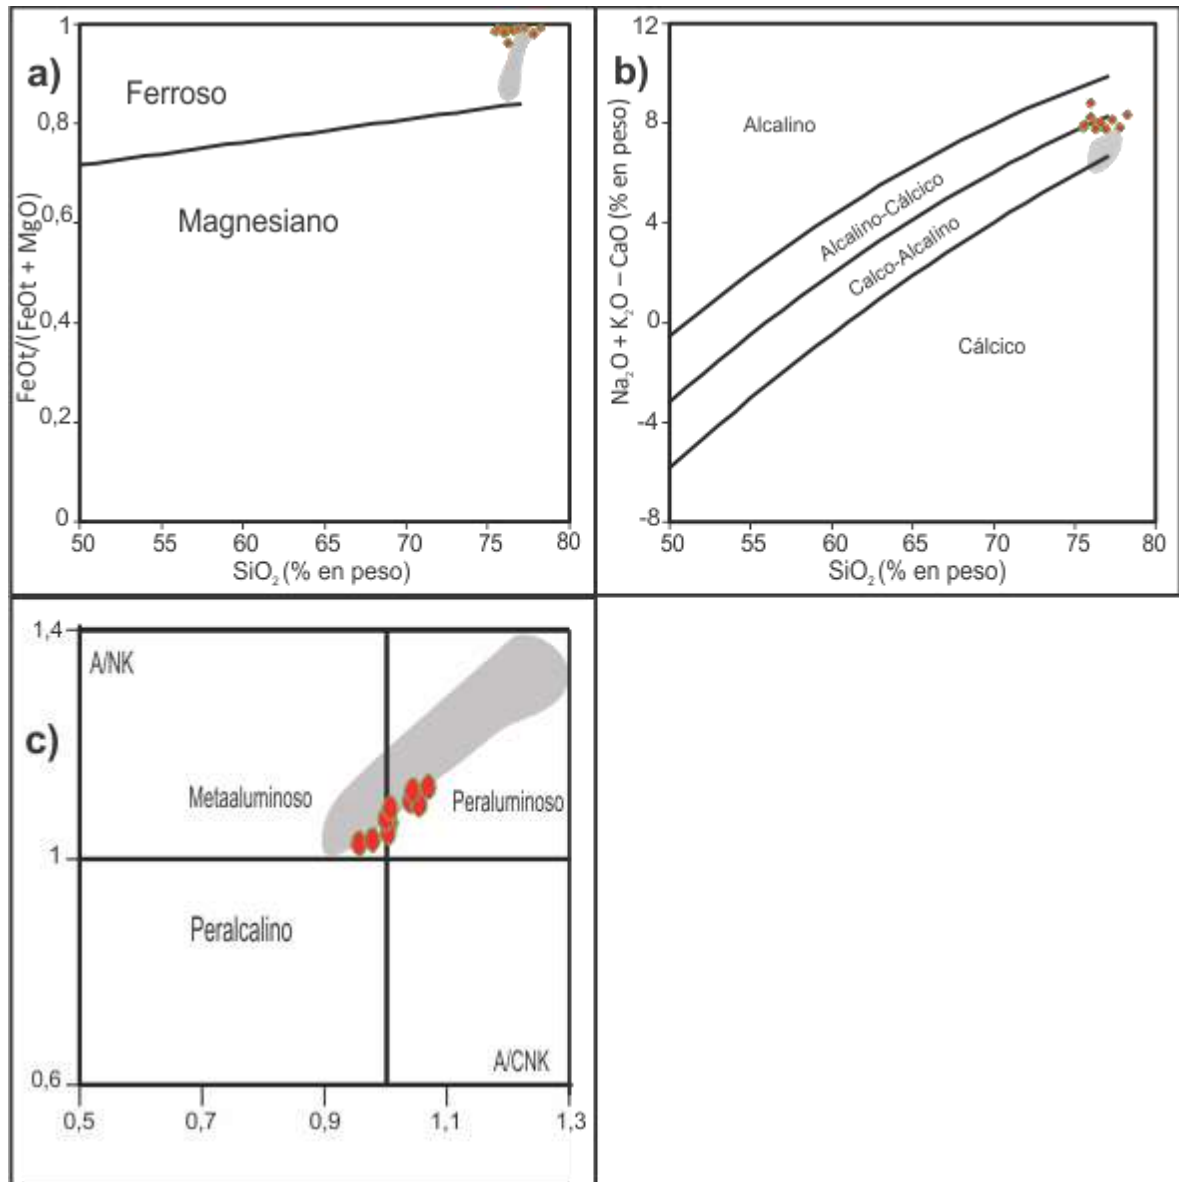 a)
Ferroso
Magnesiano
FeOt/(FeOt + MgO)
1
0,8
0,6
0,4
0,2
0
50 55 60 65 70 75 80
SiO₂ (% en peso)
b)
Alcalino
Alcalino-Cálcico
Calco-Alcalino
Cálcico
Na₂O + K₂O – CaO (% en peso)
12
8
4
0
-4
-8
50 55 60 65 70 75 80
SiO₂ (% en peso)
c)
A/NK
Metaaluminoso
Peraluminoso
Peralcalino
A/CNK
1,4
1
0,6
0,5 0,7 0,9 1,1 1,3